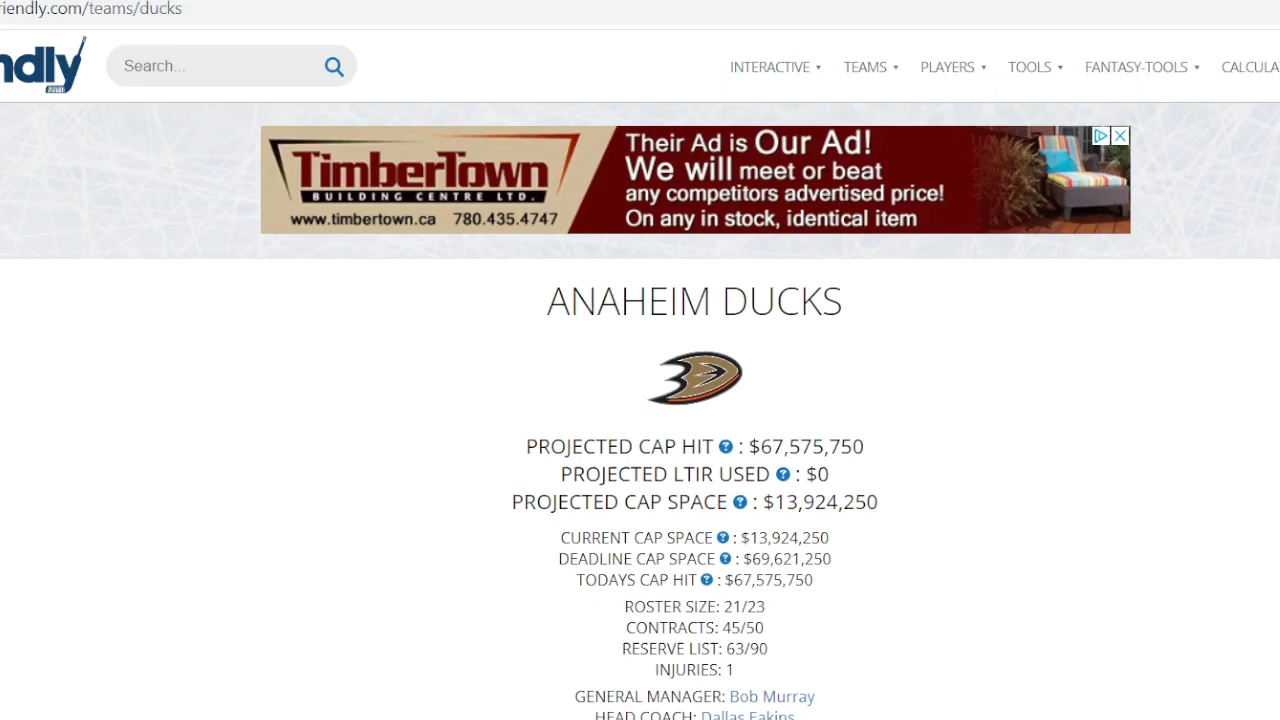 riendly.com/teams/ducks
ndly
Search...
INTERACTIVE
TEAMS
PLAYERS
TOOLS
FANTASY-TOOLS
CALCULA
TimberTown
BUILDING CENTRE LTD.
www.timbertown.ca 780.435.4747
Their Ad is Our Ad!
We will meet or beat
any competitors advertised price!
On any in stock, identical item
ANAHEIM DUCKS
PROJECTED CAP HIT ? : $67,575,750
PROJECTED LTIR USED ? : $0
PROJECTED CAP SPACE ? : $13,924,250
CURRENT CAP SPACE ? : $13,924,250
DEADLINE CAP SPACE ? : $69,621,250
TODAYS CAP HIT ? : $67,575,750
ROSTER SIZE: 21/23
CONTRACTS: 45/50
RESERVE LIST: 63/90
INJURIES: 1
GENERAL MANAGER: Bob Murray
HEAD COACH: Dallas Eakins